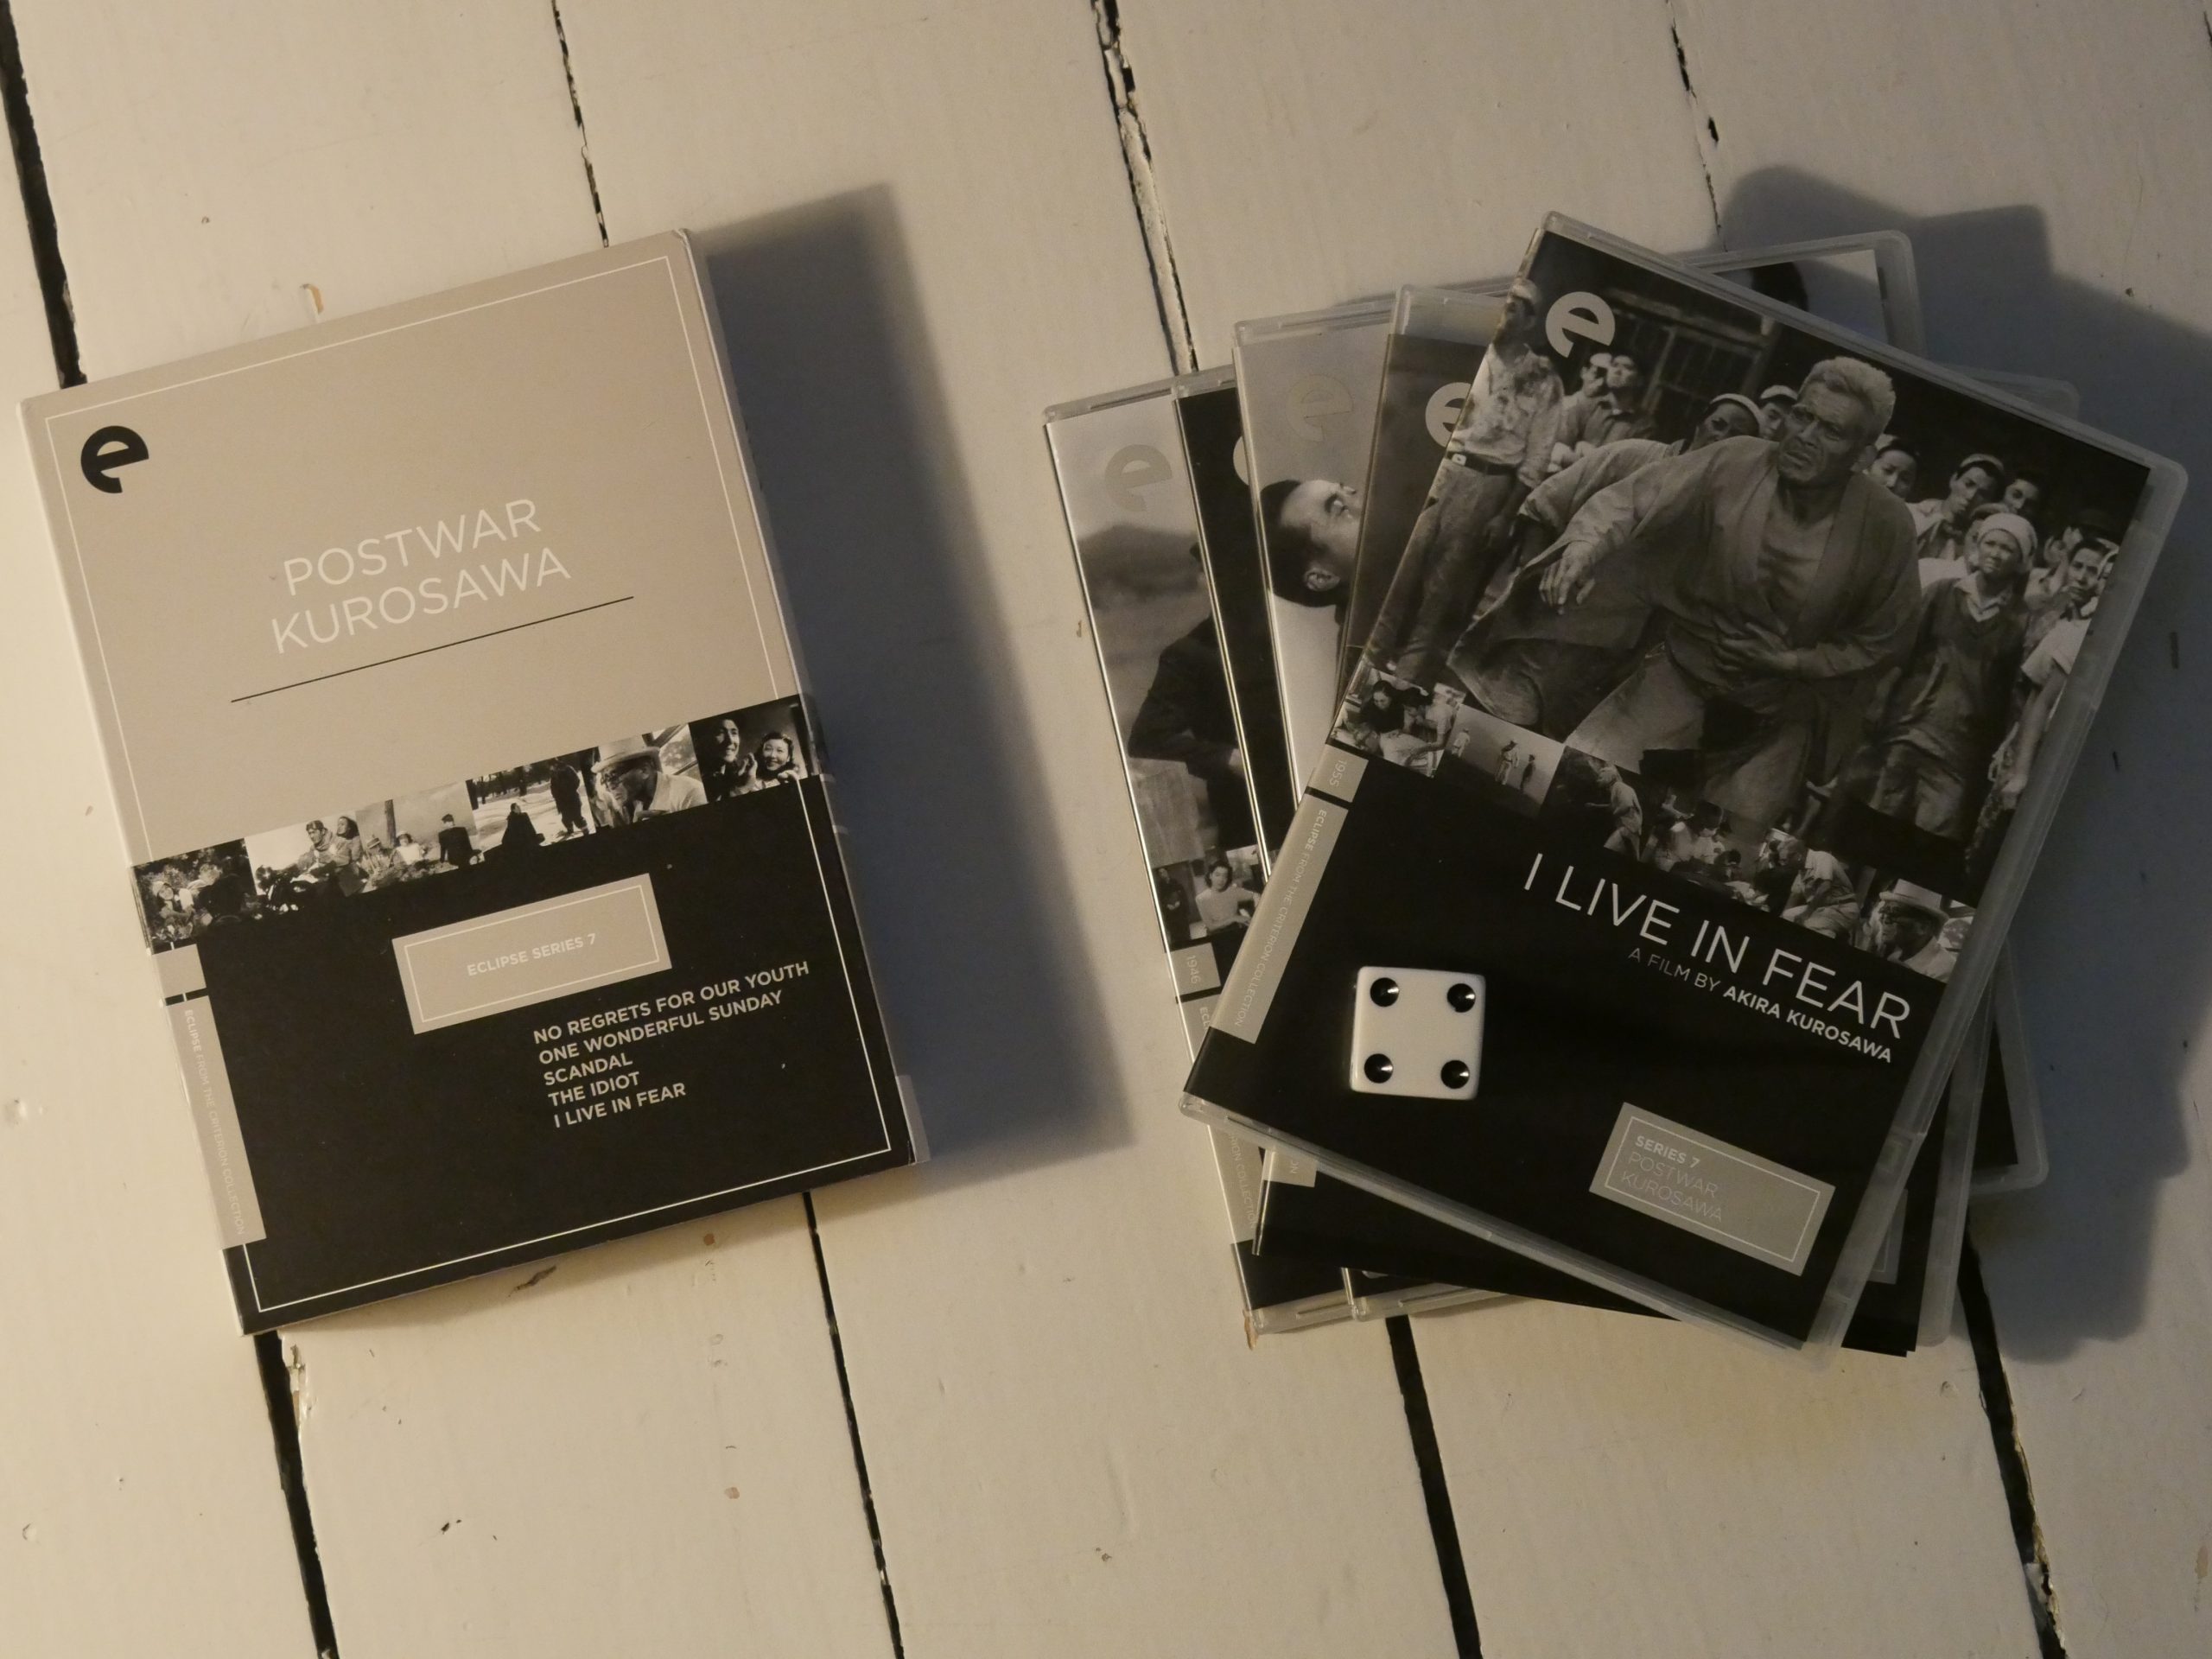 e
POSTWAR
KUROSAWA
ECLIPSE SERIES 7
NO REGRETS FOR OUR YOUTH
ONE WONDERFUL SUNDAY
SCANDAL
THE IDIOT
I LIVE IN FEAR
ECLIPSE FROM THE CRITERION COLLECTION
e
e
e
e
1946
ION COLLECTION
1955
ECLIPSE FROM THE CRITERION COLLECTION
I LIVE IN FEAR
A FILM BY AKIRA KUROSAWA
SERIES 7
POSTWAR
KUROSAWA